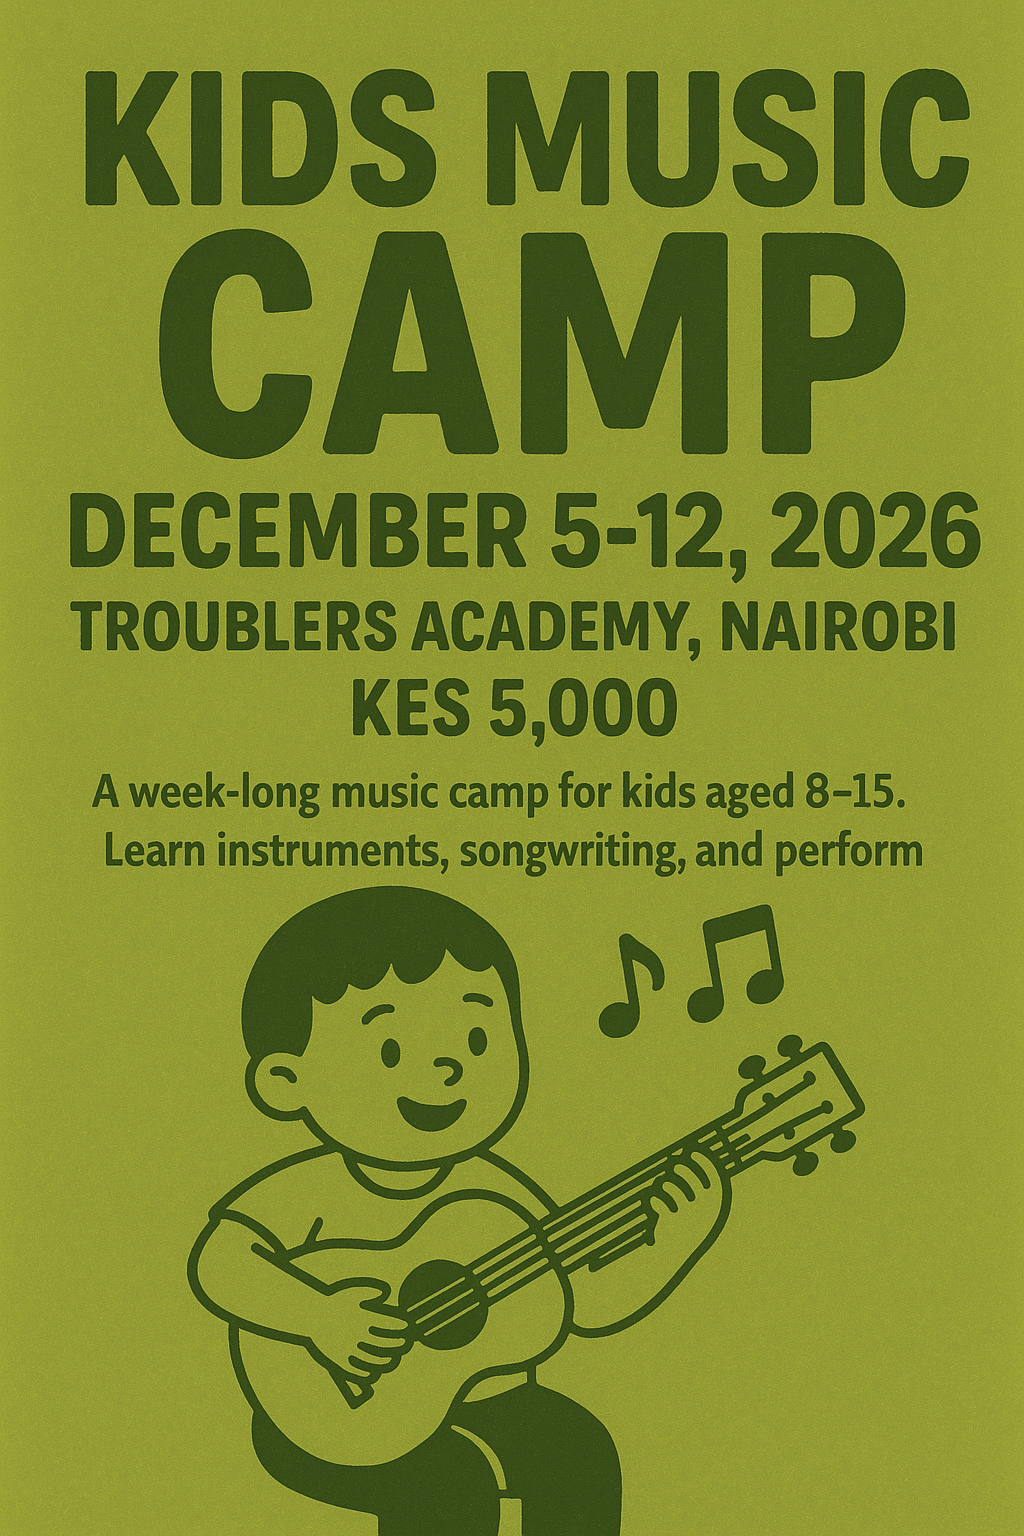 KIDS MUSIC
CAMP
DECEMBER 5-12, 2026
TROUBLERS ACADEMY, NAIROBI
KES 5,000
A week-long music camp for kids aged 8–15.
Learn instruments, songwriting, and perform